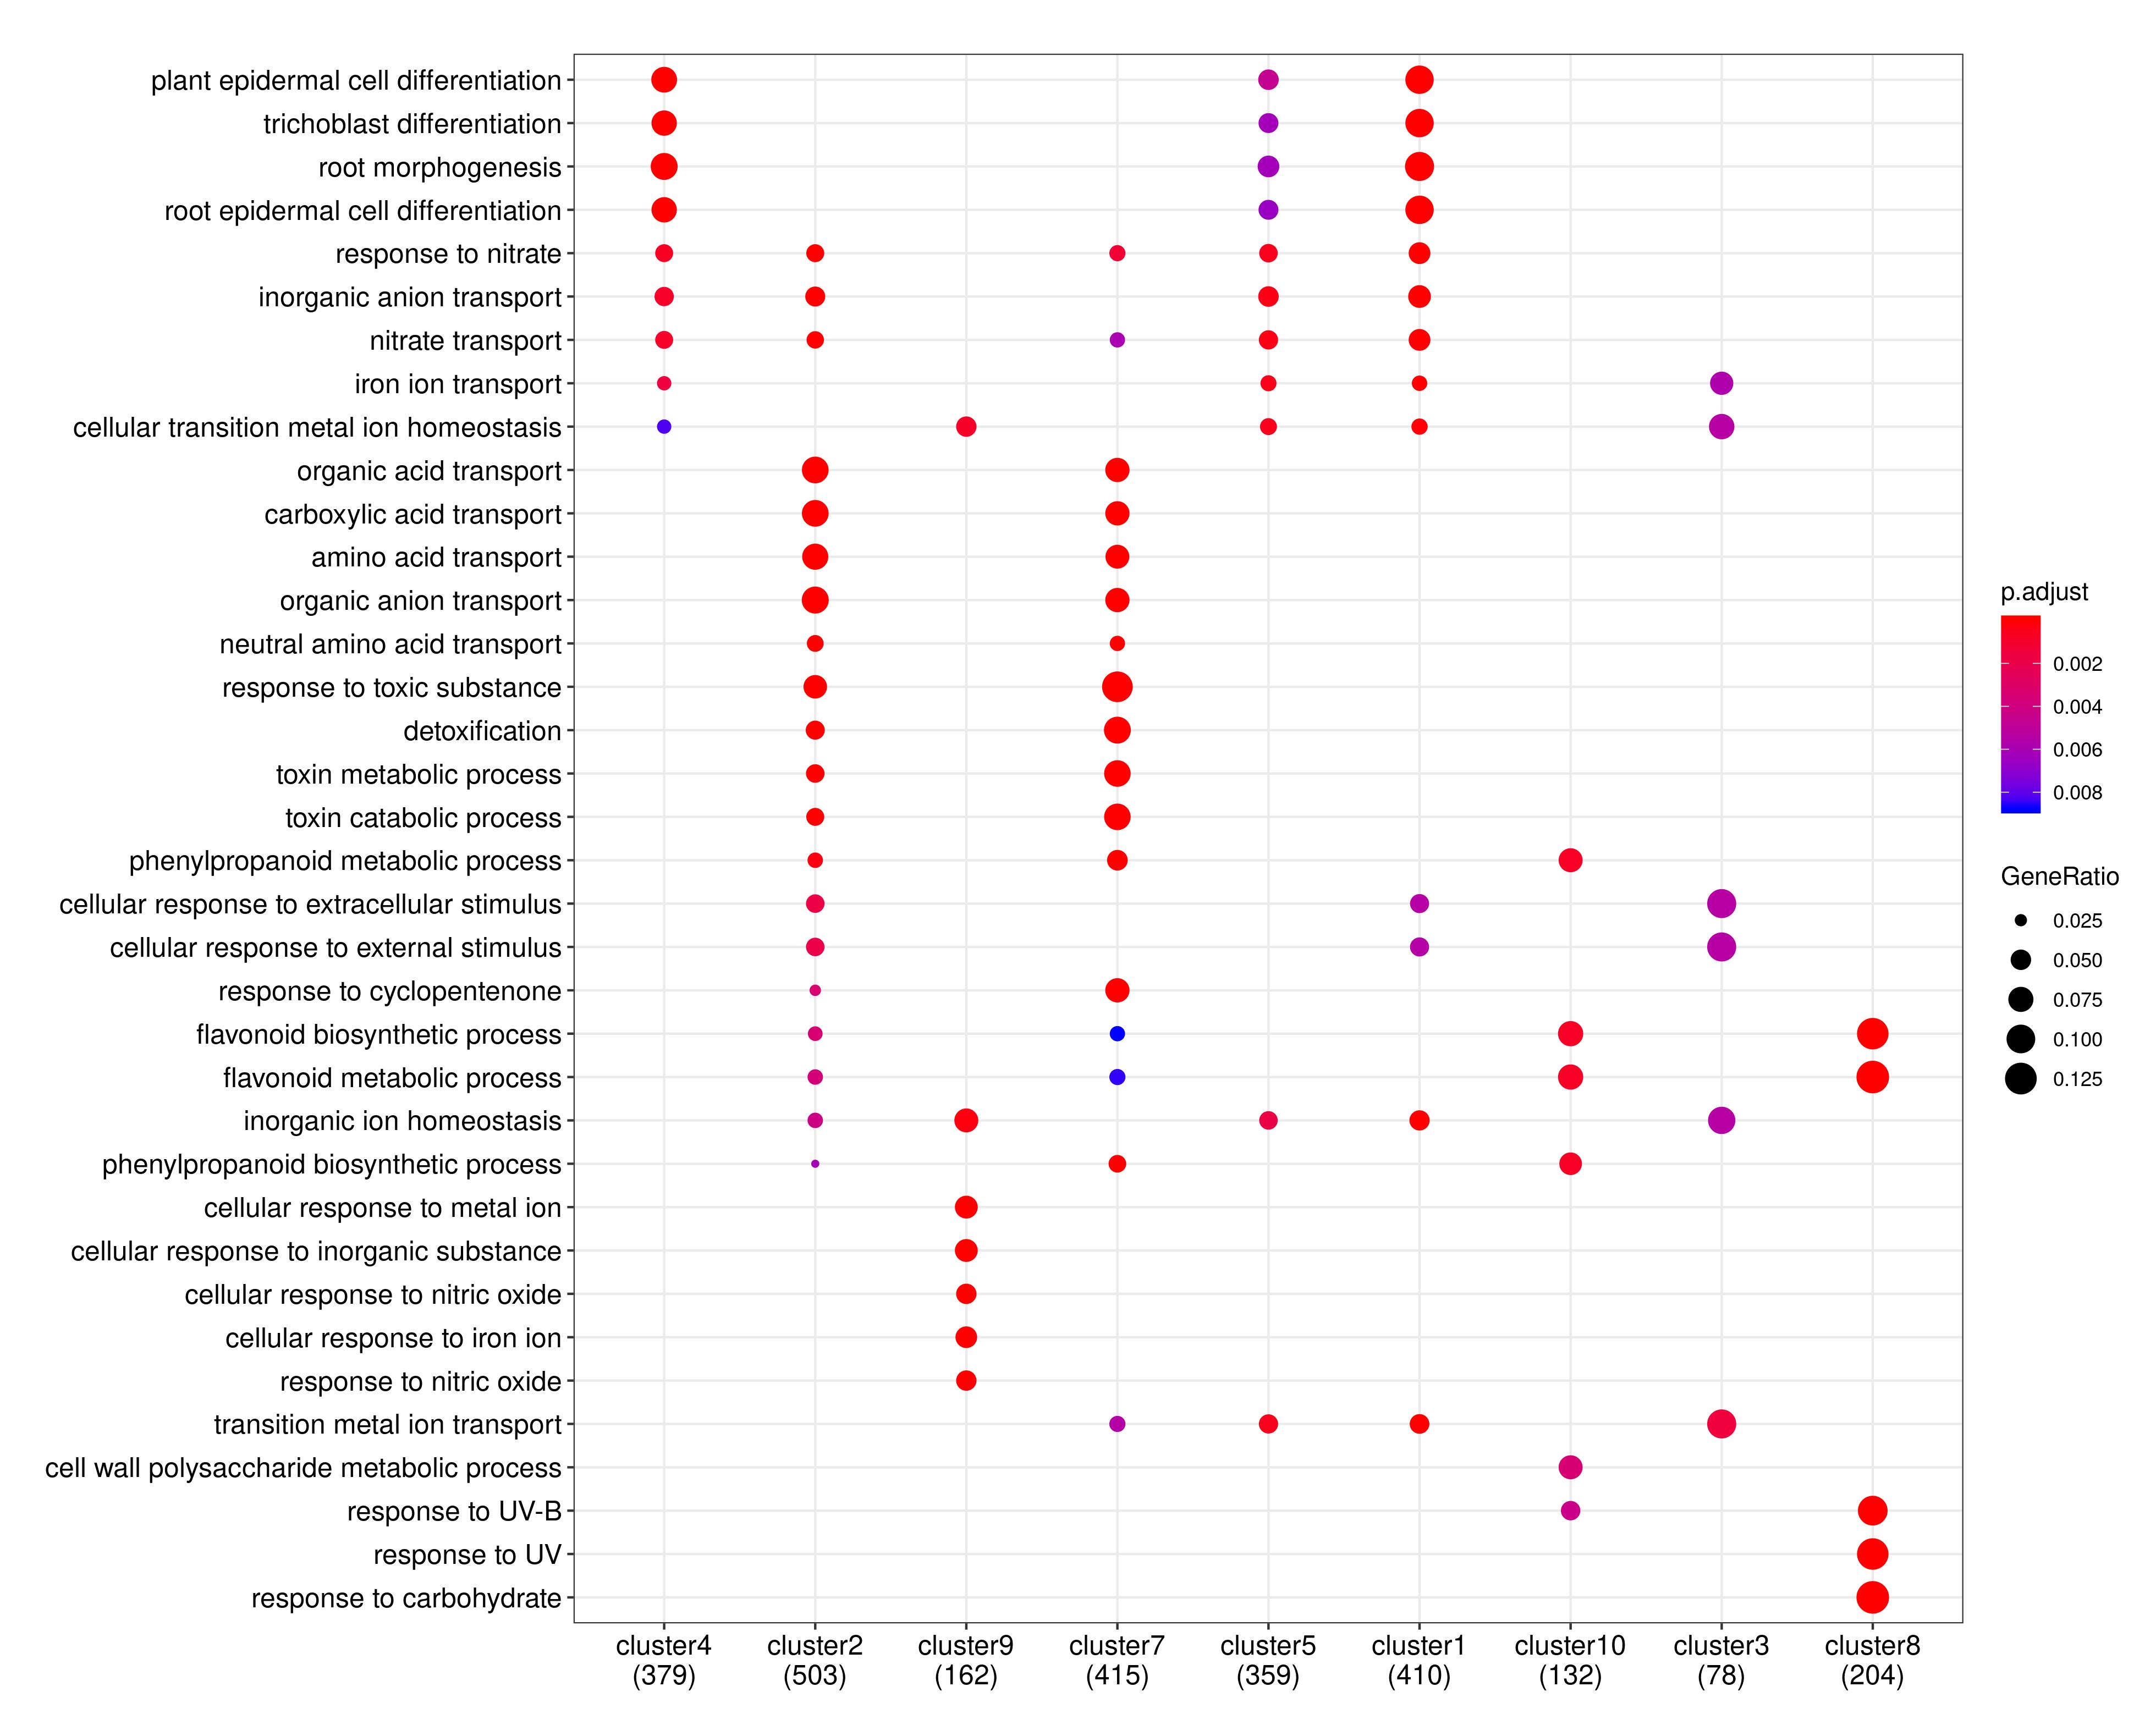 plant epidermal cell differentiation
trichoblast differentiation
root morphogenesis
root epidermal cell differentiation
response to nitrate
inorganic anion transport
nitrate transport
iron ion transport
cellular transition metal ion homeostasis
organic acid transport
carboxylic acid transport
amino acid transport
organic anion transport
neutral amino acid transport
response to toxic substance
detoxification
toxin metabolic process
toxin catabolic process
phenylpropanoid metabolic process
cellular response to extracellular stimulus
cellular response to external stimulus
response to cyclopentenone
flavonoid biosynthetic process
flavonoid metabolic process
inorganic ion homeostasis
phenylpropanoid biosynthetic process
cellular response to metal ion
cellular response to inorganic substance
cellular response to nitric oxide
cellular response to iron ion
response to nitric oxide
transition metal ion transport
cell wall polysaccharide metabolic process
response to UV-B
response to UV
response to carbohydrate
cluster4 cluster2 cluster9 cluster7 cluster5 cluster1 cluster10 cluster3 cluster8
(379) (503) (162) (415) (359) (410) (132) (78) (204)
p.adjust
0.002
0.004
0.006
0.008
GeneRatio
0.025
0.050
0.075
0.100
0.125